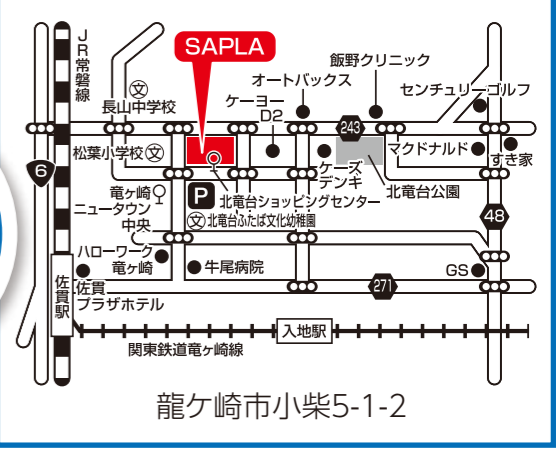 JR常磐線
SAPLA
飯野クリニック
オートバックス
センチュリーゴルフ
長山中学校
文
ケーヨー
D2
243
松葉小学校
文
マクドナルド
すき家
ケーズ
デンキ
6
竜ヶ崎
ニュータウン
中央
P
北竜台ショッピングセンター
北竜台公園
文
北竜台ふたば文化幼稚園
48
ハローワーク
竜ヶ崎
牛尾病院
GS
佐貫駅
佐貫
プラザホテル
271
入地駅
関東鉄道竜ヶ崎線
龍ケ崎市小柴5-1-2